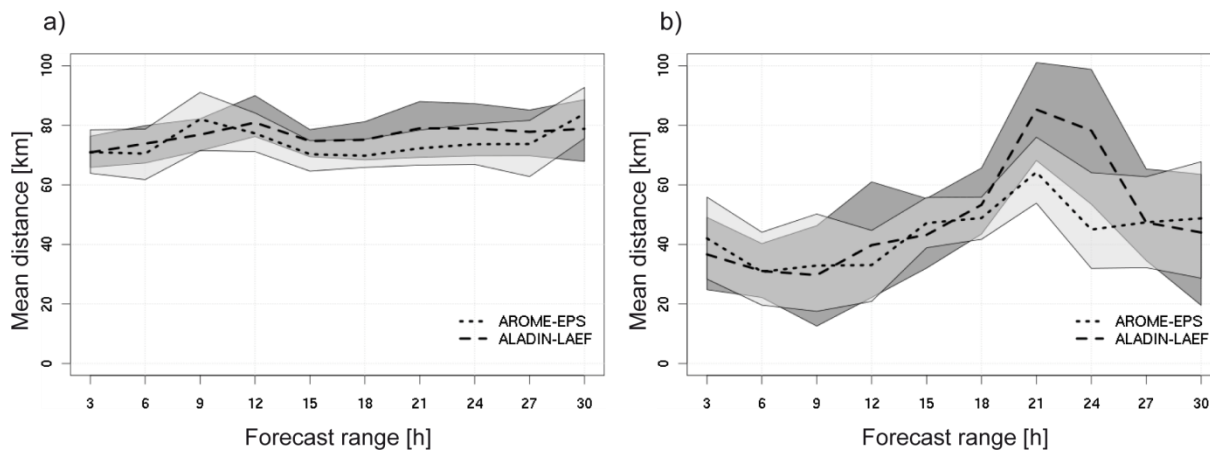 a)
Mean distance [km]
100
80
60
40
20
0
AROME-EPS
ALADIN-LAEF
3 6 9 12 15 18 21 24 27 30
Forecast range [h]
b)
Mean distance [km]
100
80
60
40
20
0
AROME-EPS
ALADIN-LAEF
3 6 9 12 15 18 21 24 27 30
Forecast range [h]